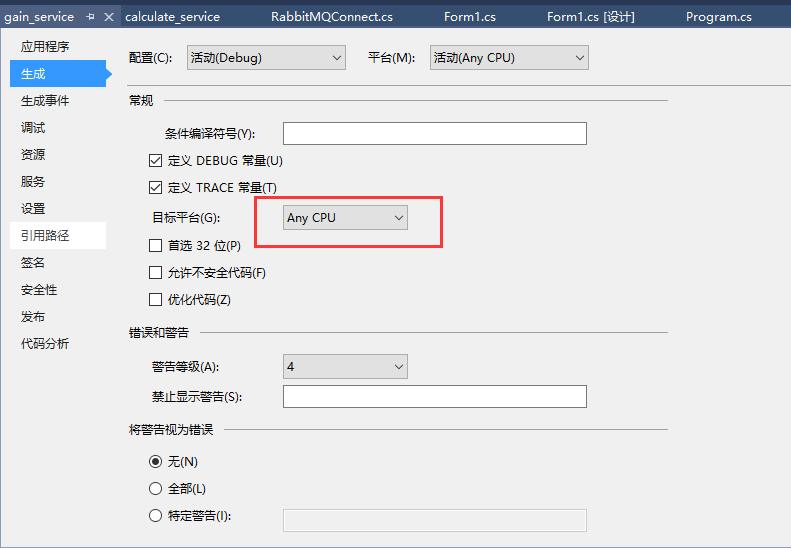 gain_service calculate_service RabbitMQConnect.cs Form1.cs Form1.cs [设计] Program.cs
应用程序
生成
生成事件
调试
资源
服务
设置
引用路径
签名
安全性
发布
代码分析
配置(C): 活动(Debug) 平台(M): 活动(Any CPU)
常规
条件编译符号(Y):
定义 DEBUG 常量(U)
定义 TRACE 常量(T)
目标平台(G): Any CPU
首选 32 位(P)
允许不安全代码(F)
优化代码(Z)
错误和警告
警告等级(A): 4
禁止显示警告(S):
将警告视为错误
无(N)
全部(L)
特定警告(I):